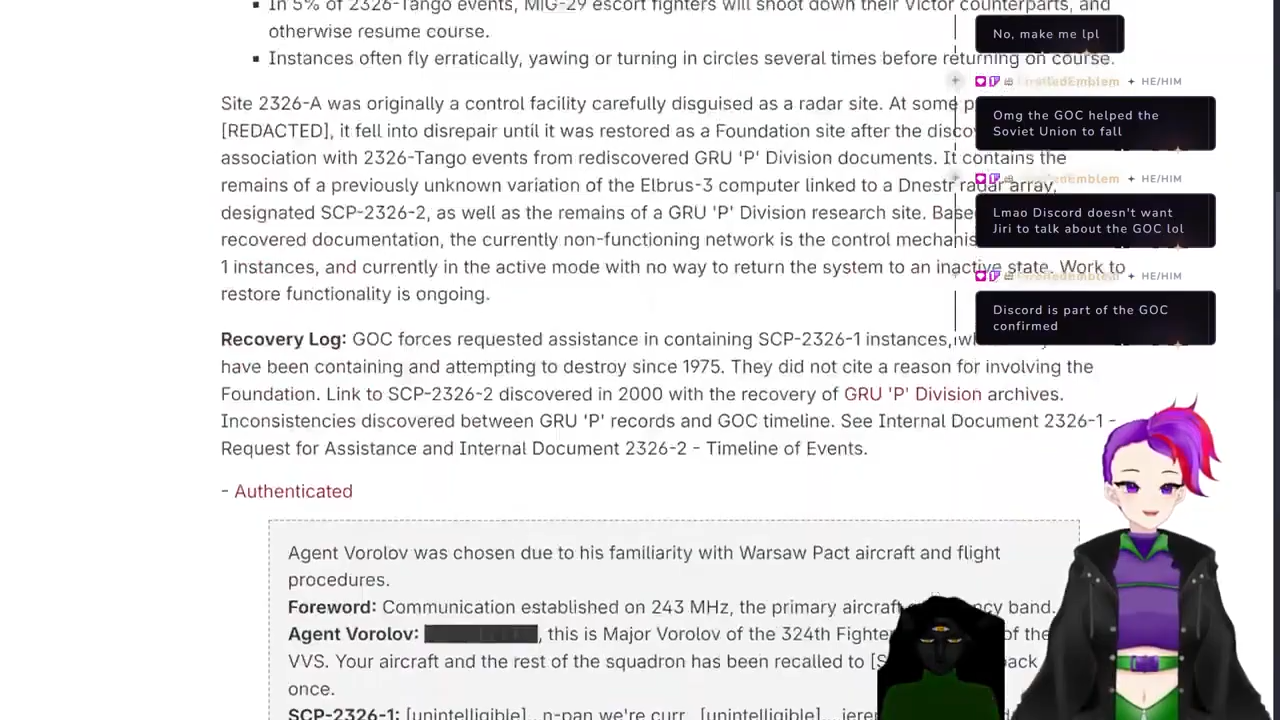 In 5% of 2326-Tango events, MIG-29 escort fighters will shoot down their Victor counterparts, and
otherwise resume course.
Instances often fly erratically, yawing or turning in circles several times before returning on course.
Site 2326-A was originally a control facility carefully disguised as a radar site. At some
[REDACTED], it fell into disrepair until it was restored as a Foundation site after the
association with 2326-Tango events from rediscovered GRU 'P' Division documents. It contains the
remains of a previously unknown variation of the Elbrus-3 computer linked to a Dnestr radar array,
designated SCP-2326-2, as well as the remains of a GRU 'P' Division research site.
recovered documentation, the currently non-functioning network is the control
1 instances, and currently in the active mode with no way to return the system to an inactive state. Work to
restore functionality is ongoing.
Recovery Log: GOC forces requested assistance in containing SCP-2326-1 instances,
have been containing and attempting to destroy since 1975. They did not cite a reason for involving the
Foundation. Link to SCP-2326-2 discovered in 2000 with the recovery of GRU 'P' Division archives.
Inconsistencies discovered between GRU 'P' records and GOC timeline. See Internal Document 2326-1 -
Request for Assistance and Internal Document 2326-2 - Timeline of Events.
- Authenticated
Agent Vorolov was chosen due to his familiarity with Warsaw Pact aircraft and flight
procedures.
Foreword: Communication established on 243 MHz, the primary aircraft band.
Agent Vorolov: , this is Major Vorolov of the 324th Fighter of the
VVS. Your aircraft and the rest of the squadron has been recalled to
once.
SCP-2326-1: [unintelligible].. n-pan we're curr.. [unintelligible]...
No, make me lpl
HE/HIM
Omg the GOC helped the
Soviet Union to fall
HE/HIM
Lmao Discord doesn't want
Jiri to talk about the GOC lol
HE/HIM
Discord is part of the GOC
confirmed